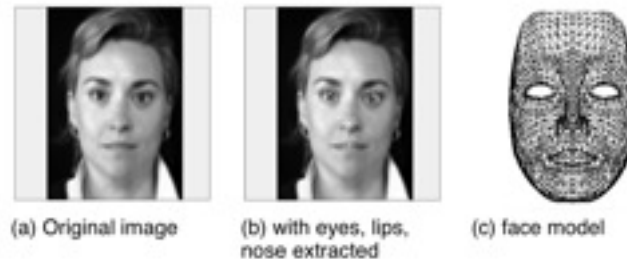 (a) Original image
(b) with eyes, lips,
nose extracted
(c) face model